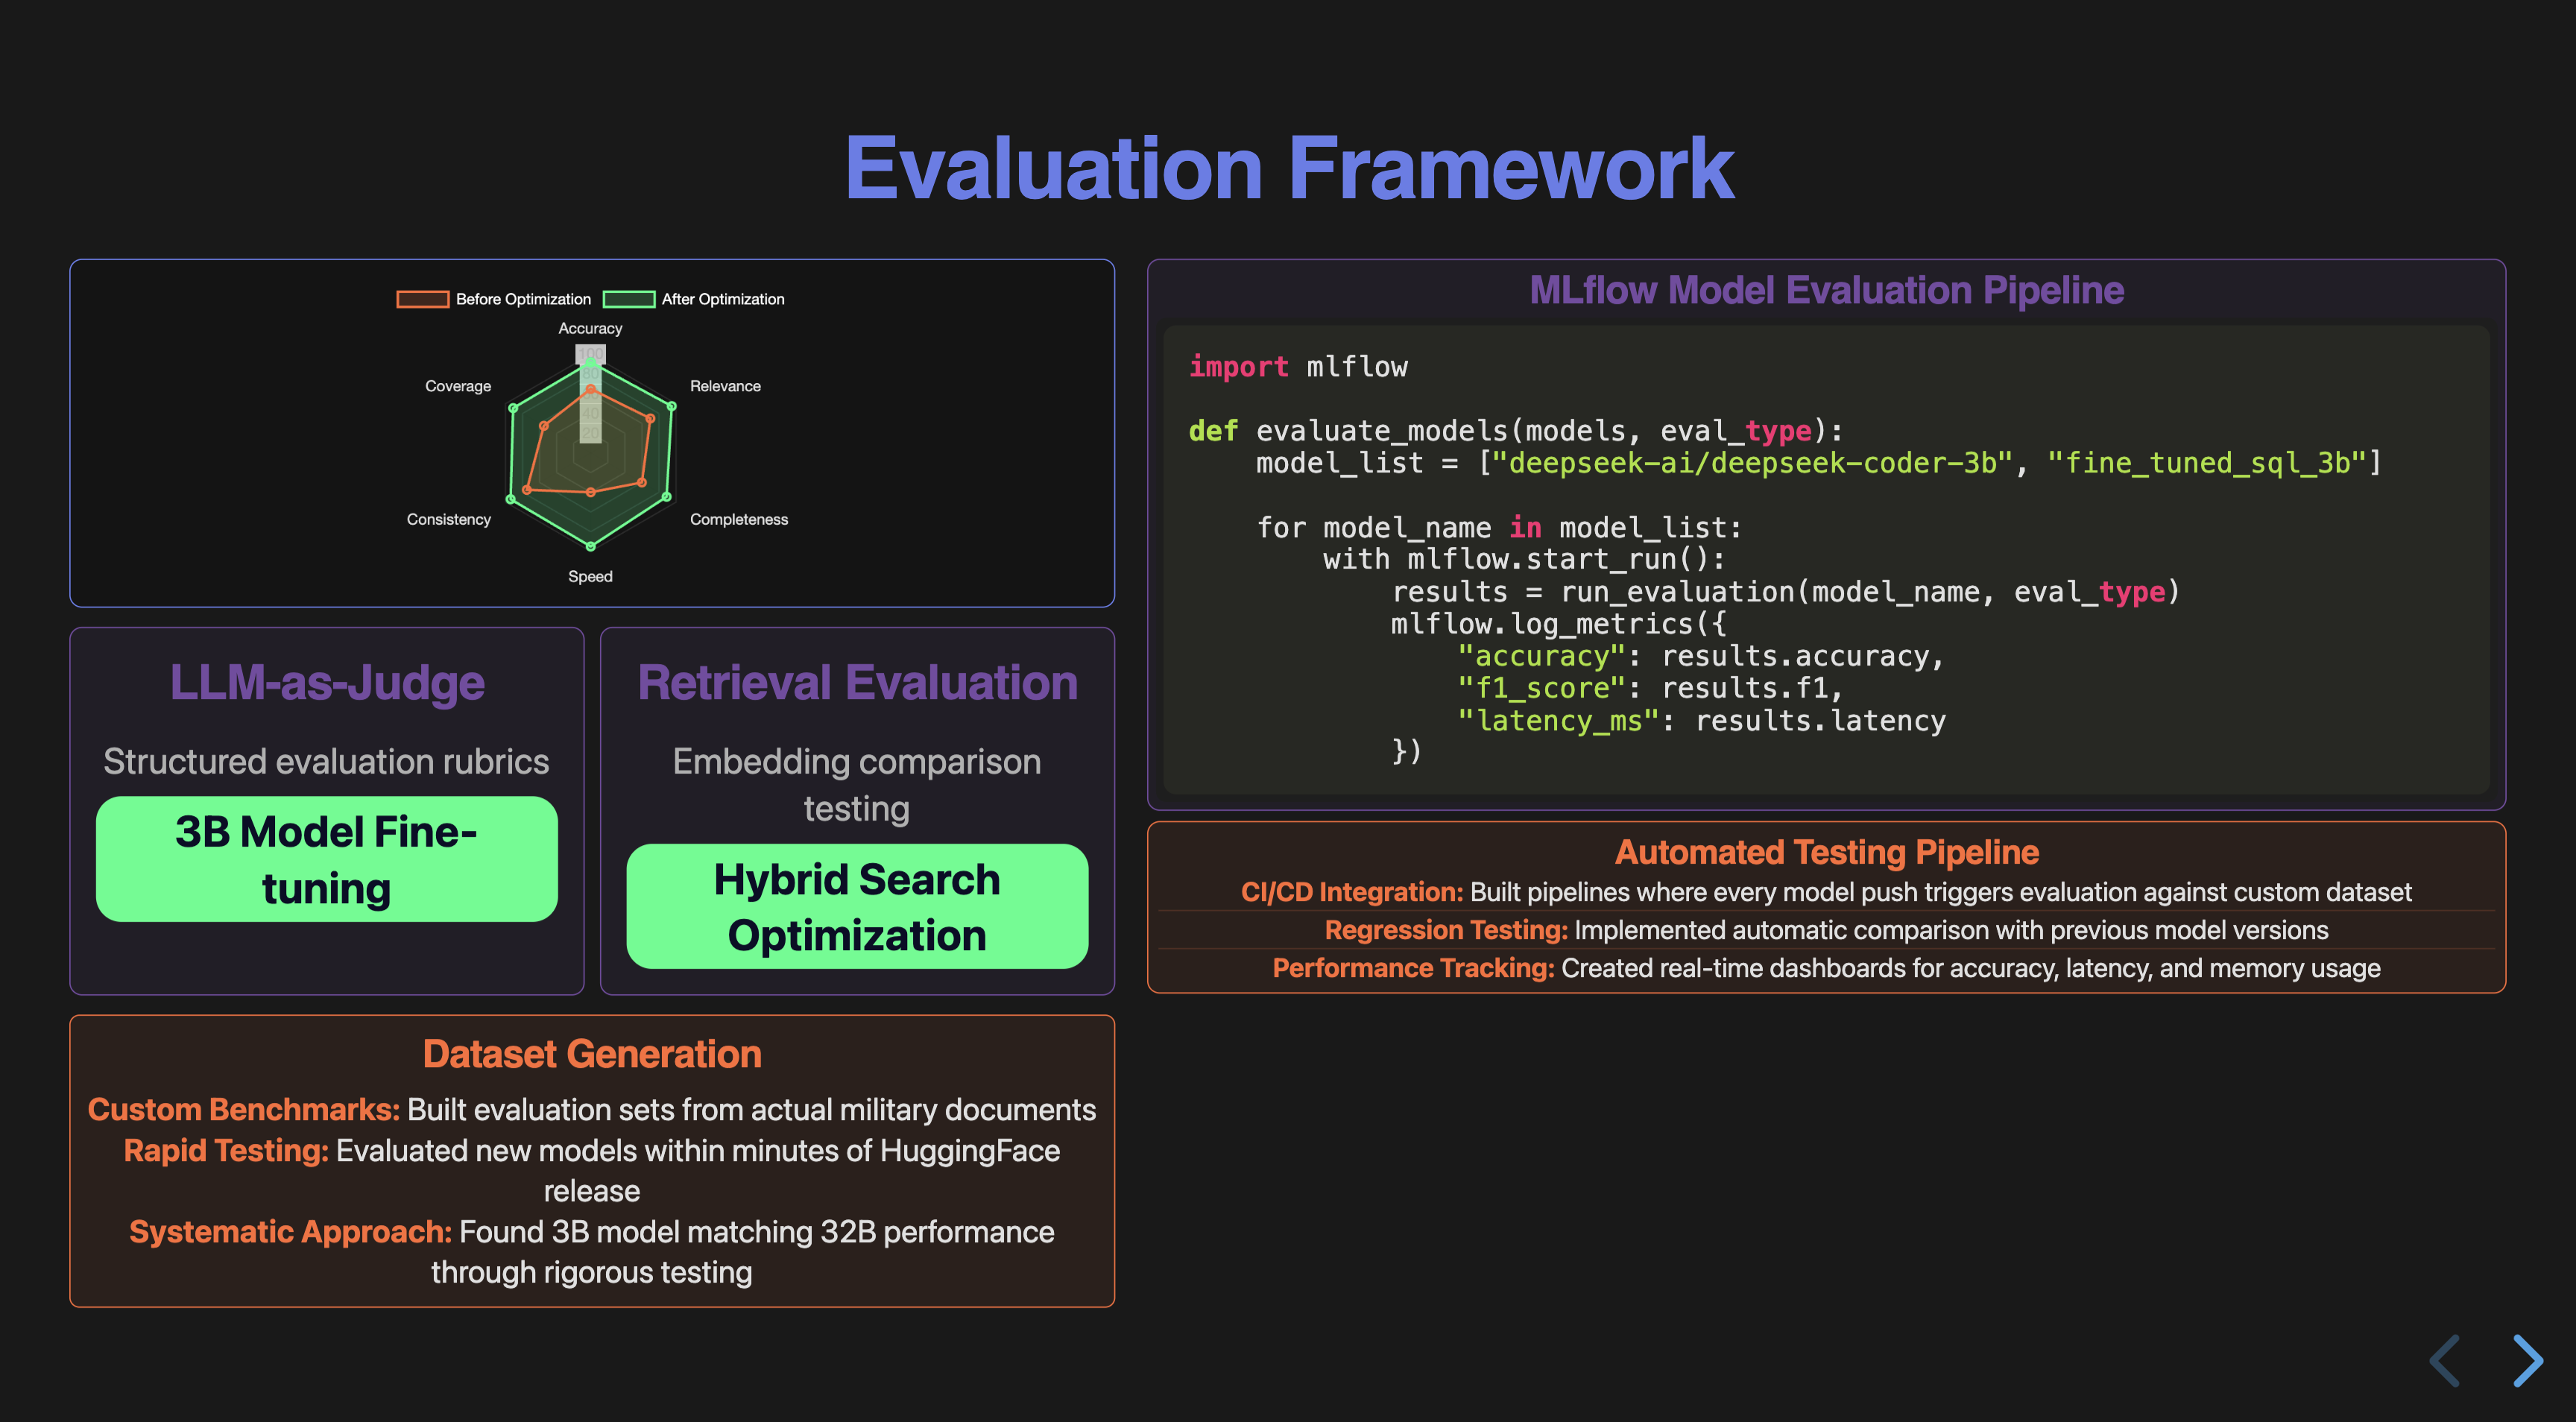 Evaluation Framework
Before Optimization
After Optimization
Accuracy
Relevance
Completeness
Speed
Consistency
Coverage
100
80
40
20
LLM-as-Judge
Structured evaluation rubrics
3B Model Fine-
tuning
Retrieval Evaluation
Embedding comparison
testing
Hybrid Search
Optimization
Dataset Generation
Custom Benchmarks: Built evaluation sets from actual military documents
Rapid Testing: Evaluated new models within minutes of HuggingFace
release
Systematic Approach: Found 3B model matching 32B performance
through rigorous testing
MLflow Model Evaluation Pipeline
import mlflow
def evaluate_models(models, eval_type):
    model_list = ["deepseek-ai/deepseek-coder-3b", "fine_tuned_sql_3b"]
    for model_name in model_list:
        with mlflow.start_run():
            results = run_evaluation(model_name, eval_type)
            mlflow.log_metrics({
                "accuracy": results.accuracy,
                "f1_score": results.f1,
                "latency_ms": results.latency
            })
Automated Testing Pipeline
CI/CD Integration: Built pipelines where every model push triggers evaluation against custom dataset
Regression Testing: Implemented automatic comparison with previous model versions
Performance Tracking: Created real-time dashboards for accuracy, latency, and memory usage